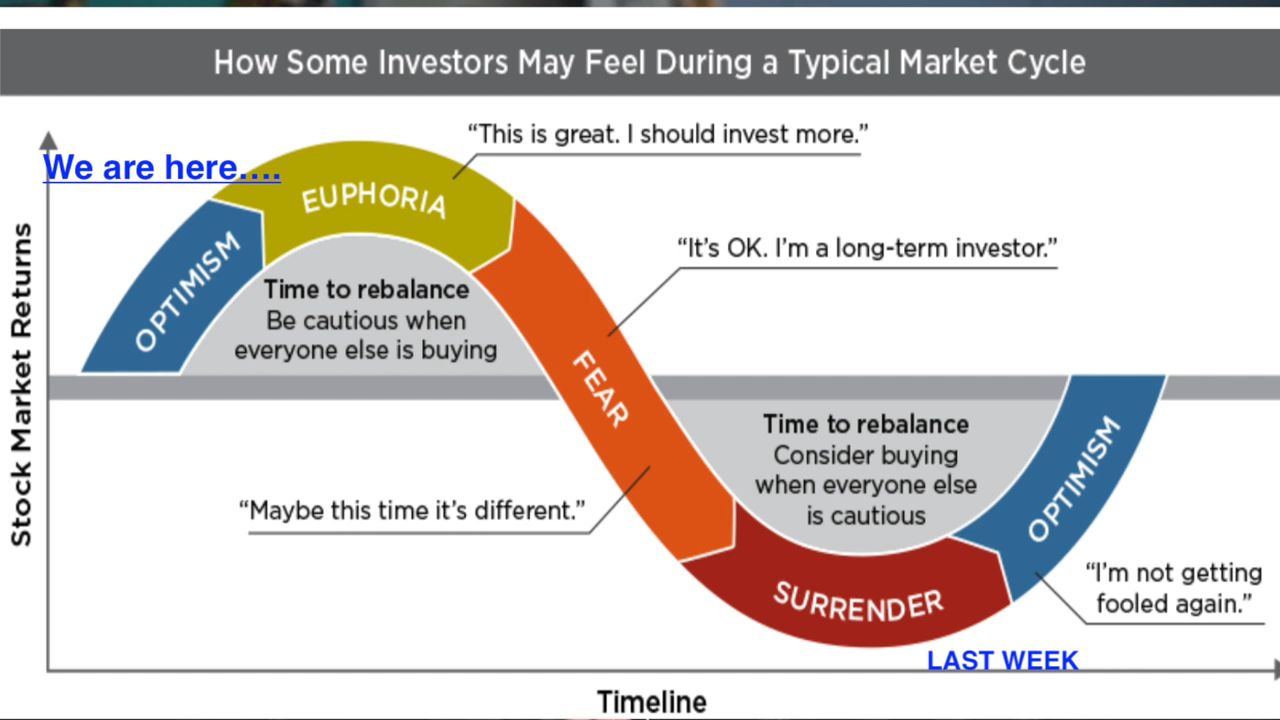 How Some Investors May Feel During a Typical Market Cycle
“This is great. I should invest more.”
We are here....
EUPHORIA
OPTIMISM
“It’s OK. I’m a long-term investor.”
Time to rebalance
Be cautious when
everyone else is buying
FEAR
Stock Market Returns
Time to rebalance
Consider buying
when everyone else
is cautious
OPTIMISM
“Maybe this time it’s different.”
SURRENDER
“I’m not getting
fooled again.”
LAST WEEK
Timeline